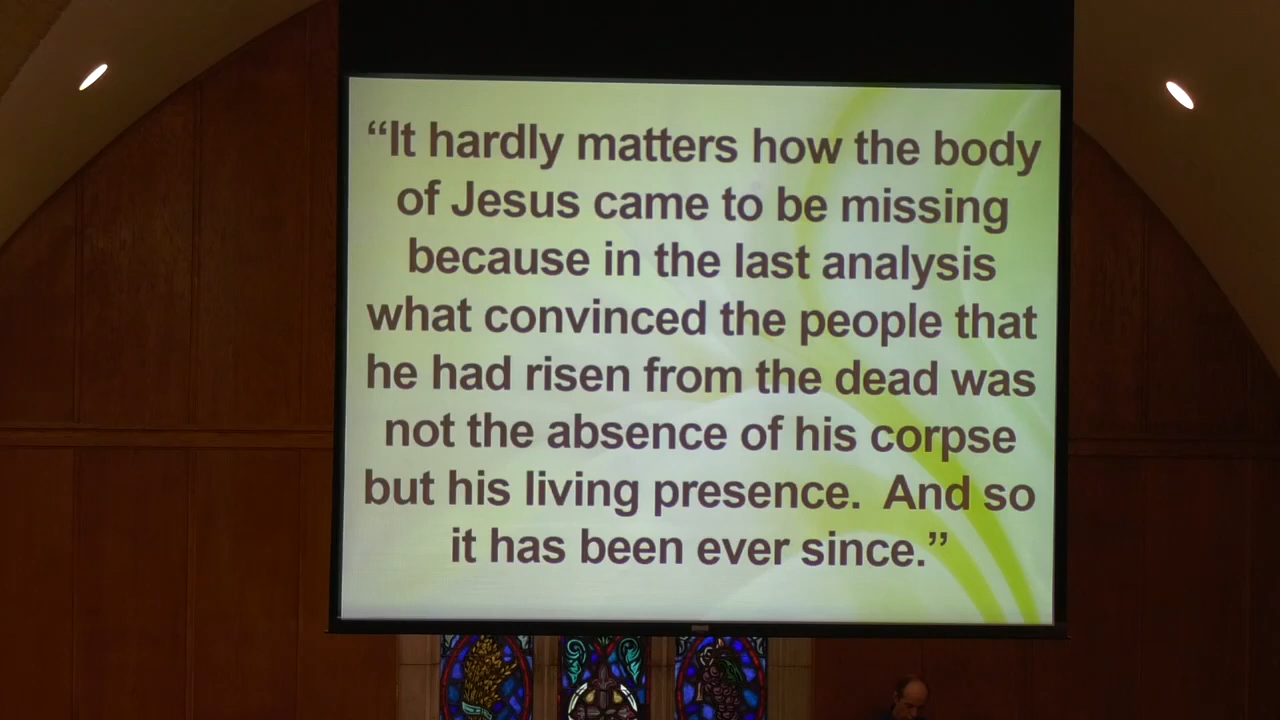 “It hardly matters how the body
of Jesus came to be missing
because in the last analysis
what convinced the people that
he had risen from the dead was
not the absence of his corpse
but his living presence.  And so
it has been ever since.”